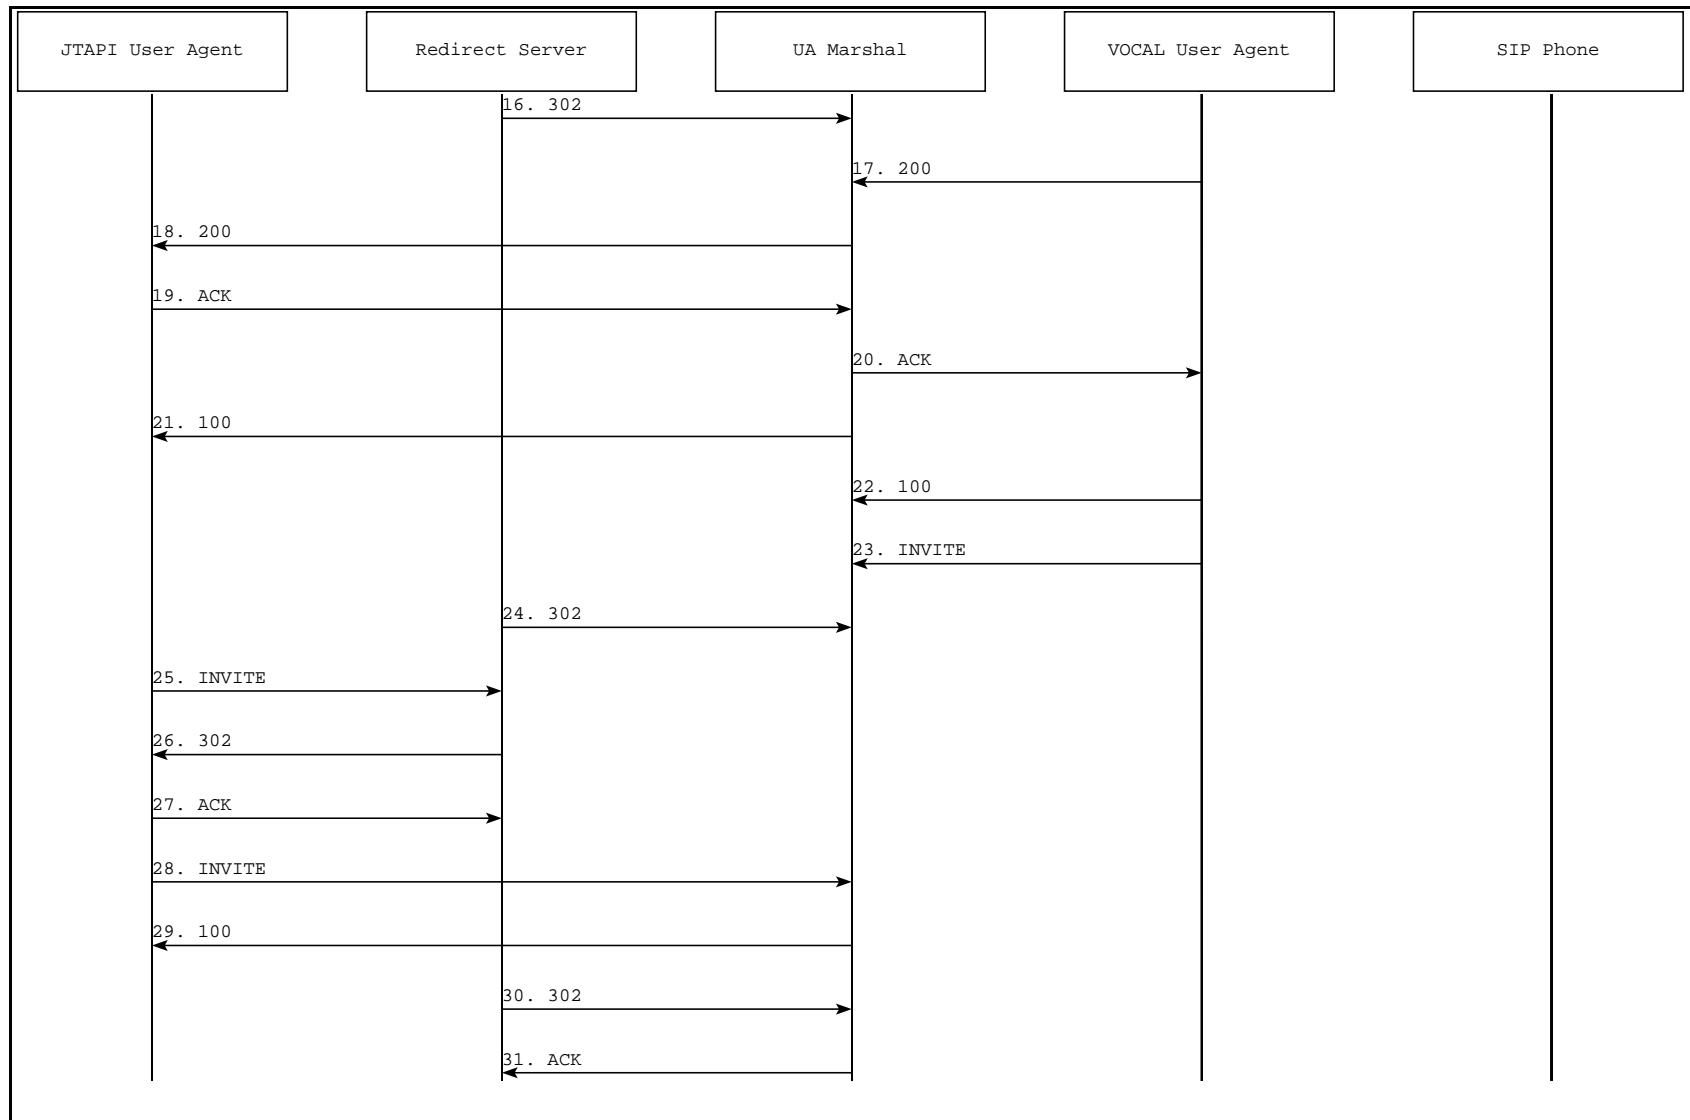 JTAPI User Agent
Redirect Server
UA Marshal
VOCAL User Agent
SIP Phone
16. 302
17. 200
18. 200
19. ACK
20. ACK
21. 100
22. 100
23. INVITE
24. 302
25. INVITE
26. 302
27. ACK
28. INVITE
29. 100
30. 302
31. ACK